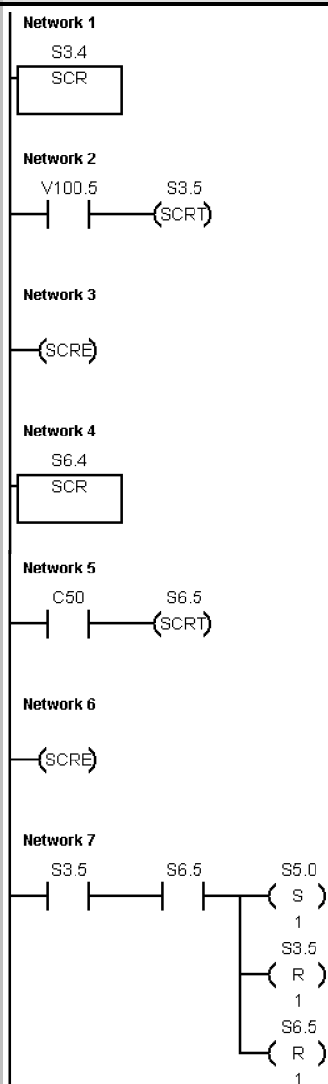 Network 1
S3.4
SCR
Network 2
V100.5 S3.5
(SCRT)
Network 3
(SCRE)
Network 4
S6.4
SCR
Network 5
C50 S6.5
(SCRT)
Network 6
(SCRE)
Network 7
S3.5 S6.5 S5.0
( S )
1
S3.5
( R )
1
S6.5
( R )
1